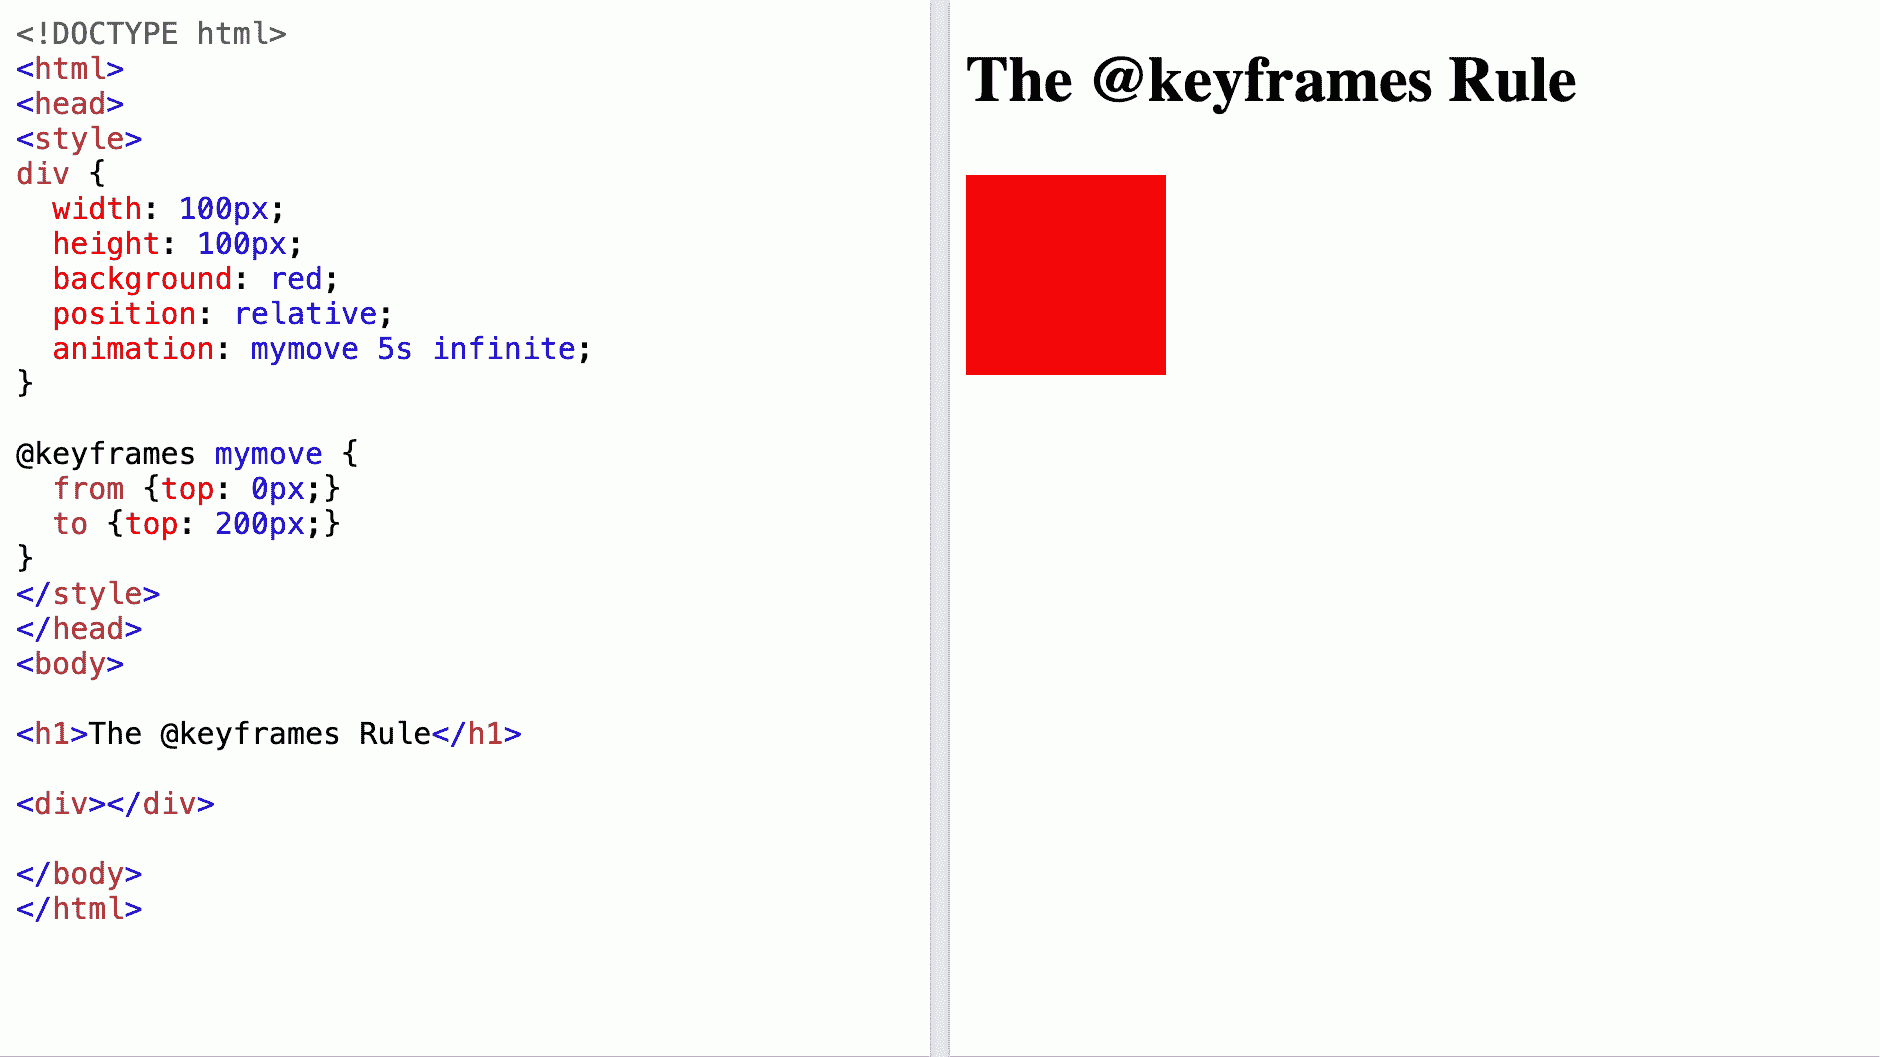 <!DOCTYPE html>
<html>
<head>
<style>
div {
  width: 100px;
  height: 100px;
  background: red;
  position: relative;
  animation: mymove 5s infinite;
}

@keyframes mymove {
  from {top: 0px;}
  to {top: 200px;}
}
</style>
</head>
<body>

<h1>The @keyframes Rule</h1>

<div></div>

</body>
</html>
The @keyframes Rule